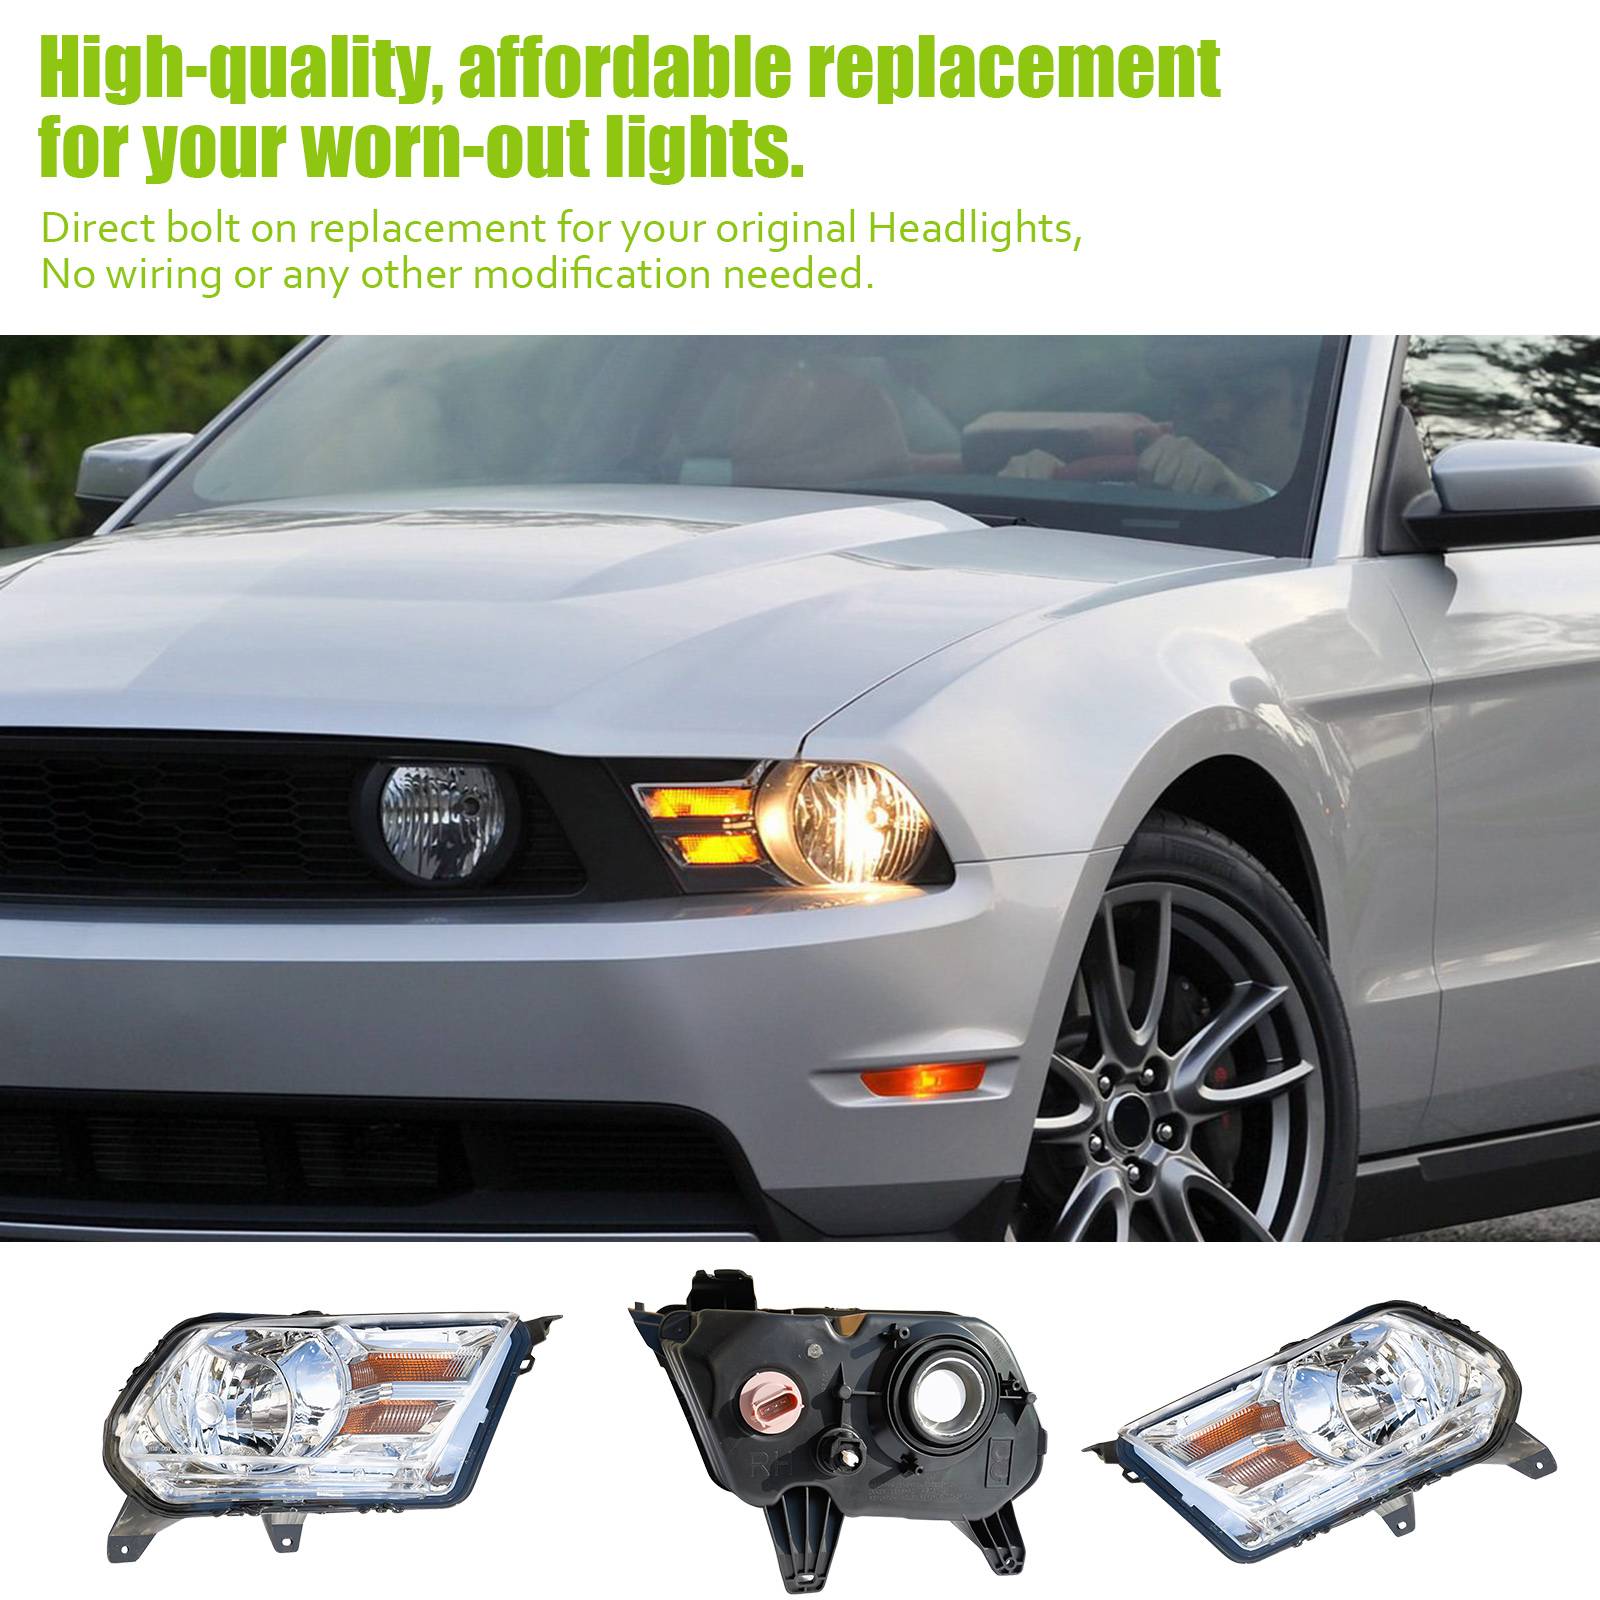 High-quality, affordable replacement
for your worn-out lights.
Direct bolt on replacement for your original Headlights,
No wiring or any other modification needed.
RH